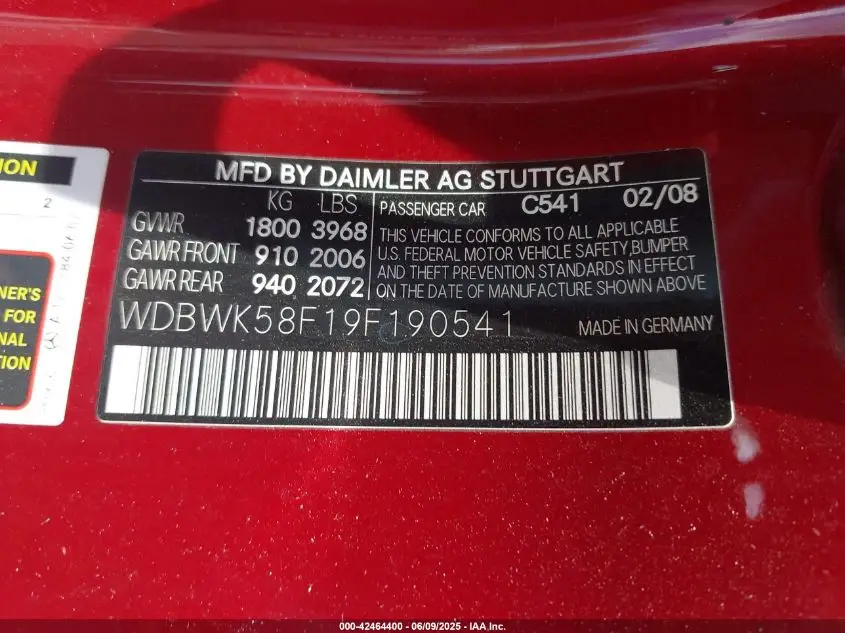 ION
2
NER'S
FOR
NAL
TION
MFD BY DAIMLER AG STUTTGART
KG LBS
GVWR 1800 3968
GAWR FRONT 910 2006
GAWR REAR 940 2072
PASSENGER CAR C541 02/08
THIS VEHICLE CONFORMS TO ALL APPLICABLE
U.S. FEDERAL MOTOR VEHICLE SAFETY,BUMPER
AND THEFT PREVENTION STANDARDS IN EFFECT
ON THE DATE OF MANUFACTURE SHOWN ABOVE
WDBWK58F19F190541 MADE IN GERMANY
000-42464400 - 06/09/2025 - IAA Inc.